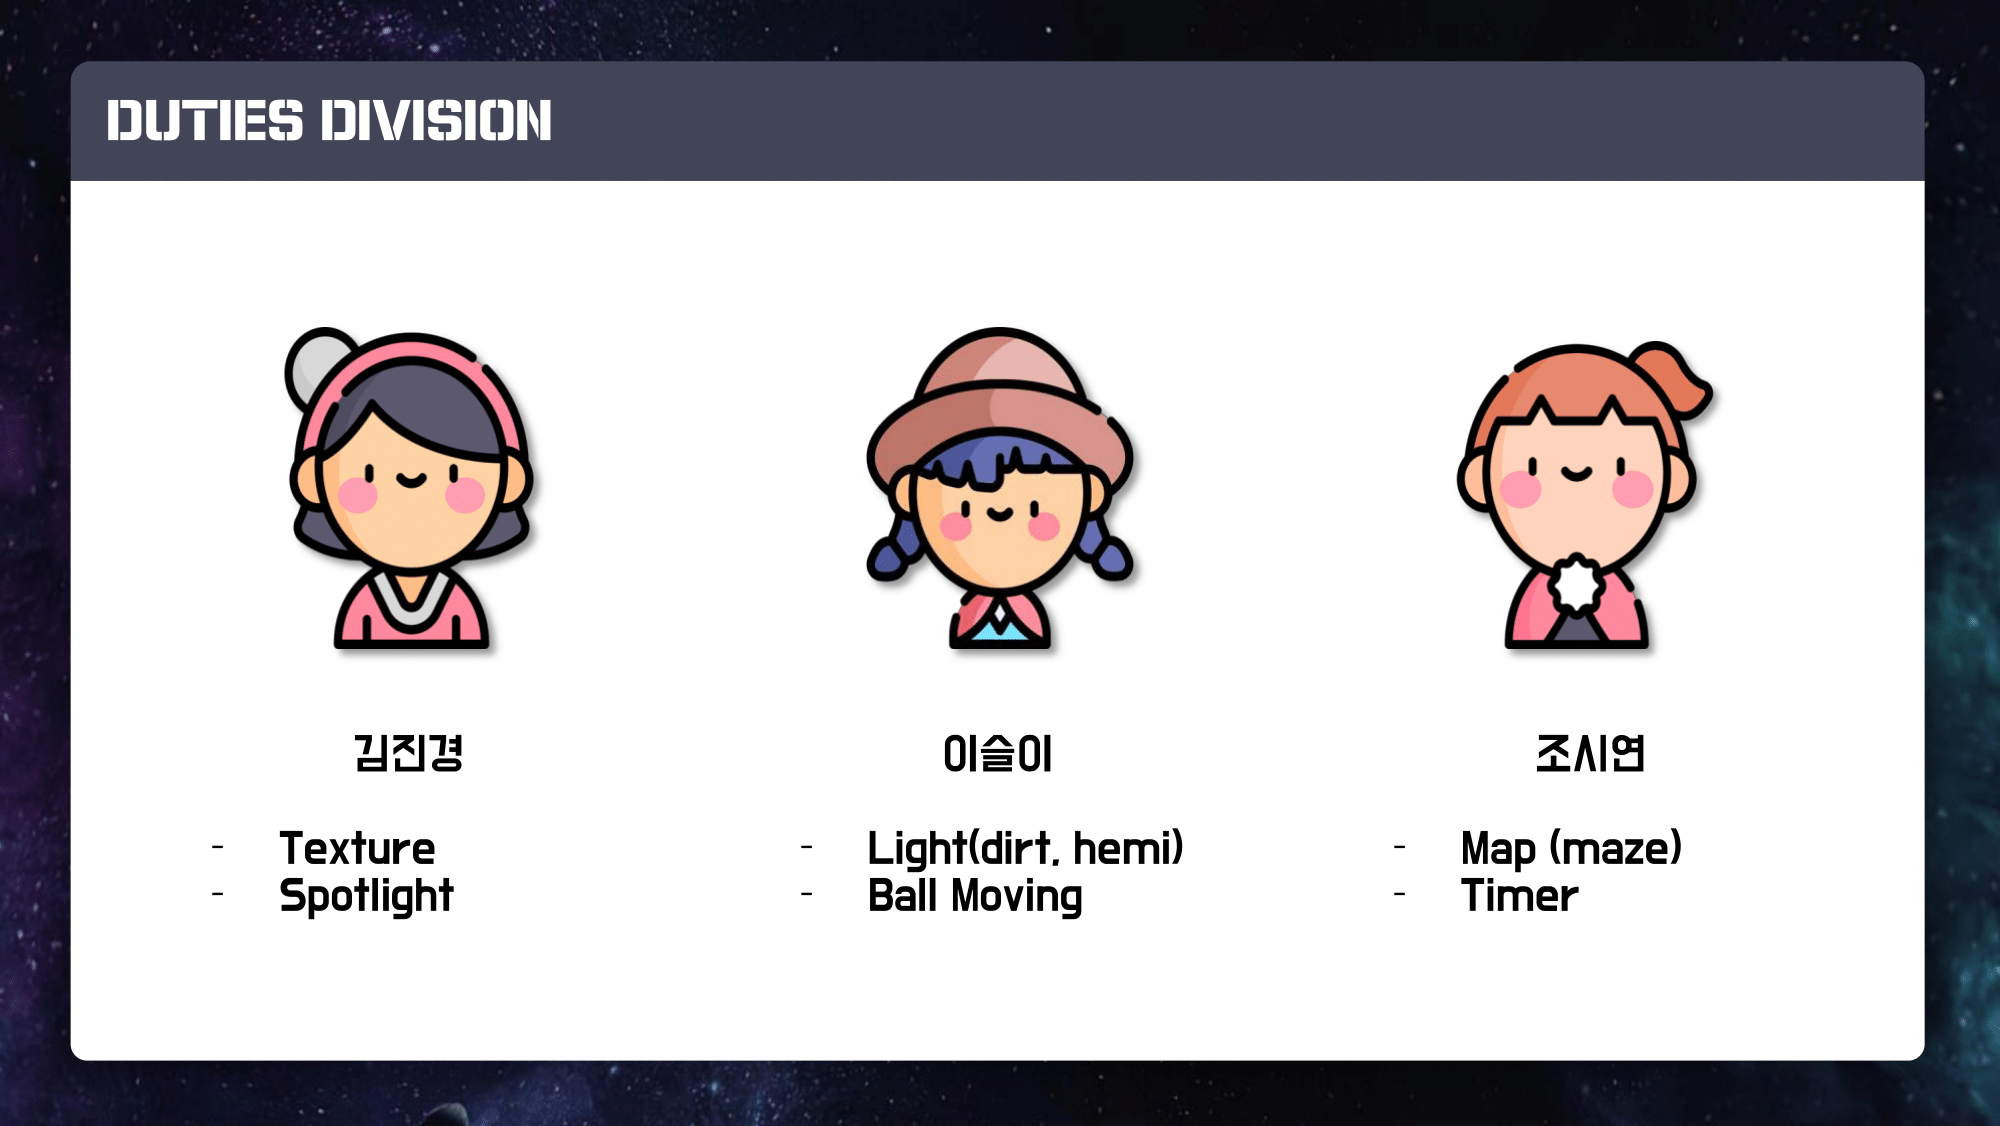 DUTIES DIVISION
김진경
- Texture
- Spotlight
이슬이
- Light(dirt, hemi)
- Ball Moving
조시연
- Map (maze)
- Timer